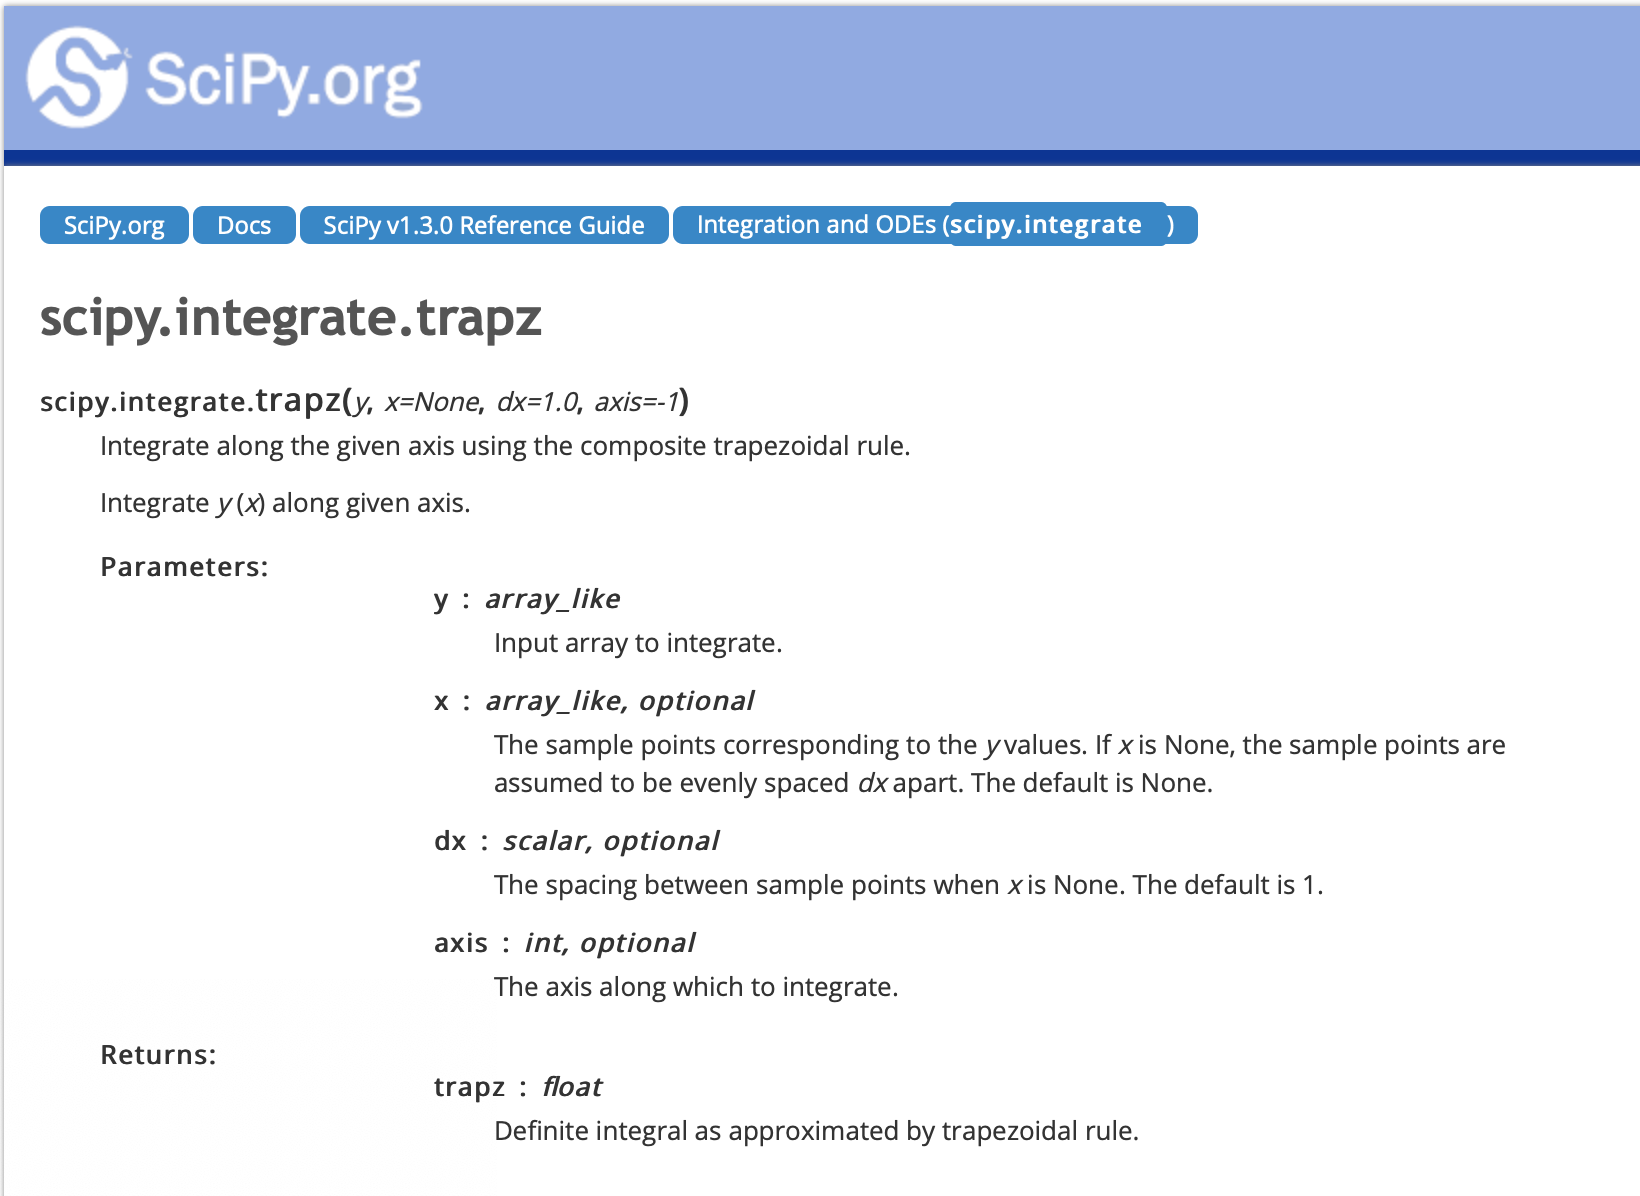 SciPy.org
SciPy.org Docs SciPy v1.3.0 Reference Guide Integration and ODEs (scipy.integrate )
scipy.integrate.trapz
scipy.integrate.trapz(y, x=None, dx=1.0, axis=-1)
Integrate along the given axis using the composite trapezoidal rule.
Integrate y (x) along given axis.
Parameters:
y : array_like
Input array to integrate.
x : array_like, optional
The sample points corresponding to the y values. If x is None, the sample points are
assumed to be evenly spaced dx apart. The default is None.
dx : scalar, optional
The spacing between sample points when x is None. The default is 1.
axis : int, optional
The axis along which to integrate.
Returns:
trapz : float
Definite integral as approximated by trapezoidal rule.